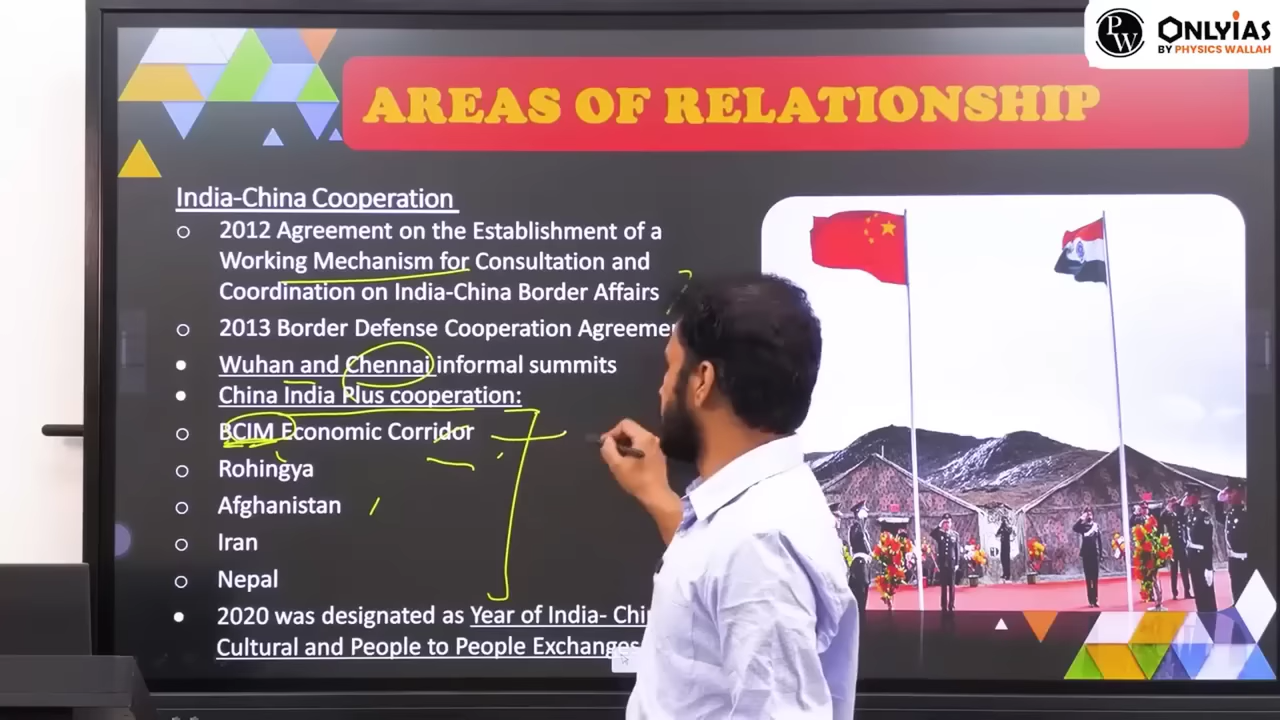 PW
ONLYIAS
BY PHYSICS WALLAH
AREAS OF RELATIONSHIP
India-China Cooperation
2012 Agreement on the Establishment of a
Working Mechanism for Consultation and
Coordination on India-China Border Affairs
2013 Border Defense Cooperation Agreemen
Wuhan and Chennai informal summits
China India Plus cooperation:
BCIM Economic Corridor
Rohingya
Afghanistan
Iran
Nepal
2020 was designated as Year of India- Chi
Cultural and People to People Exchanges